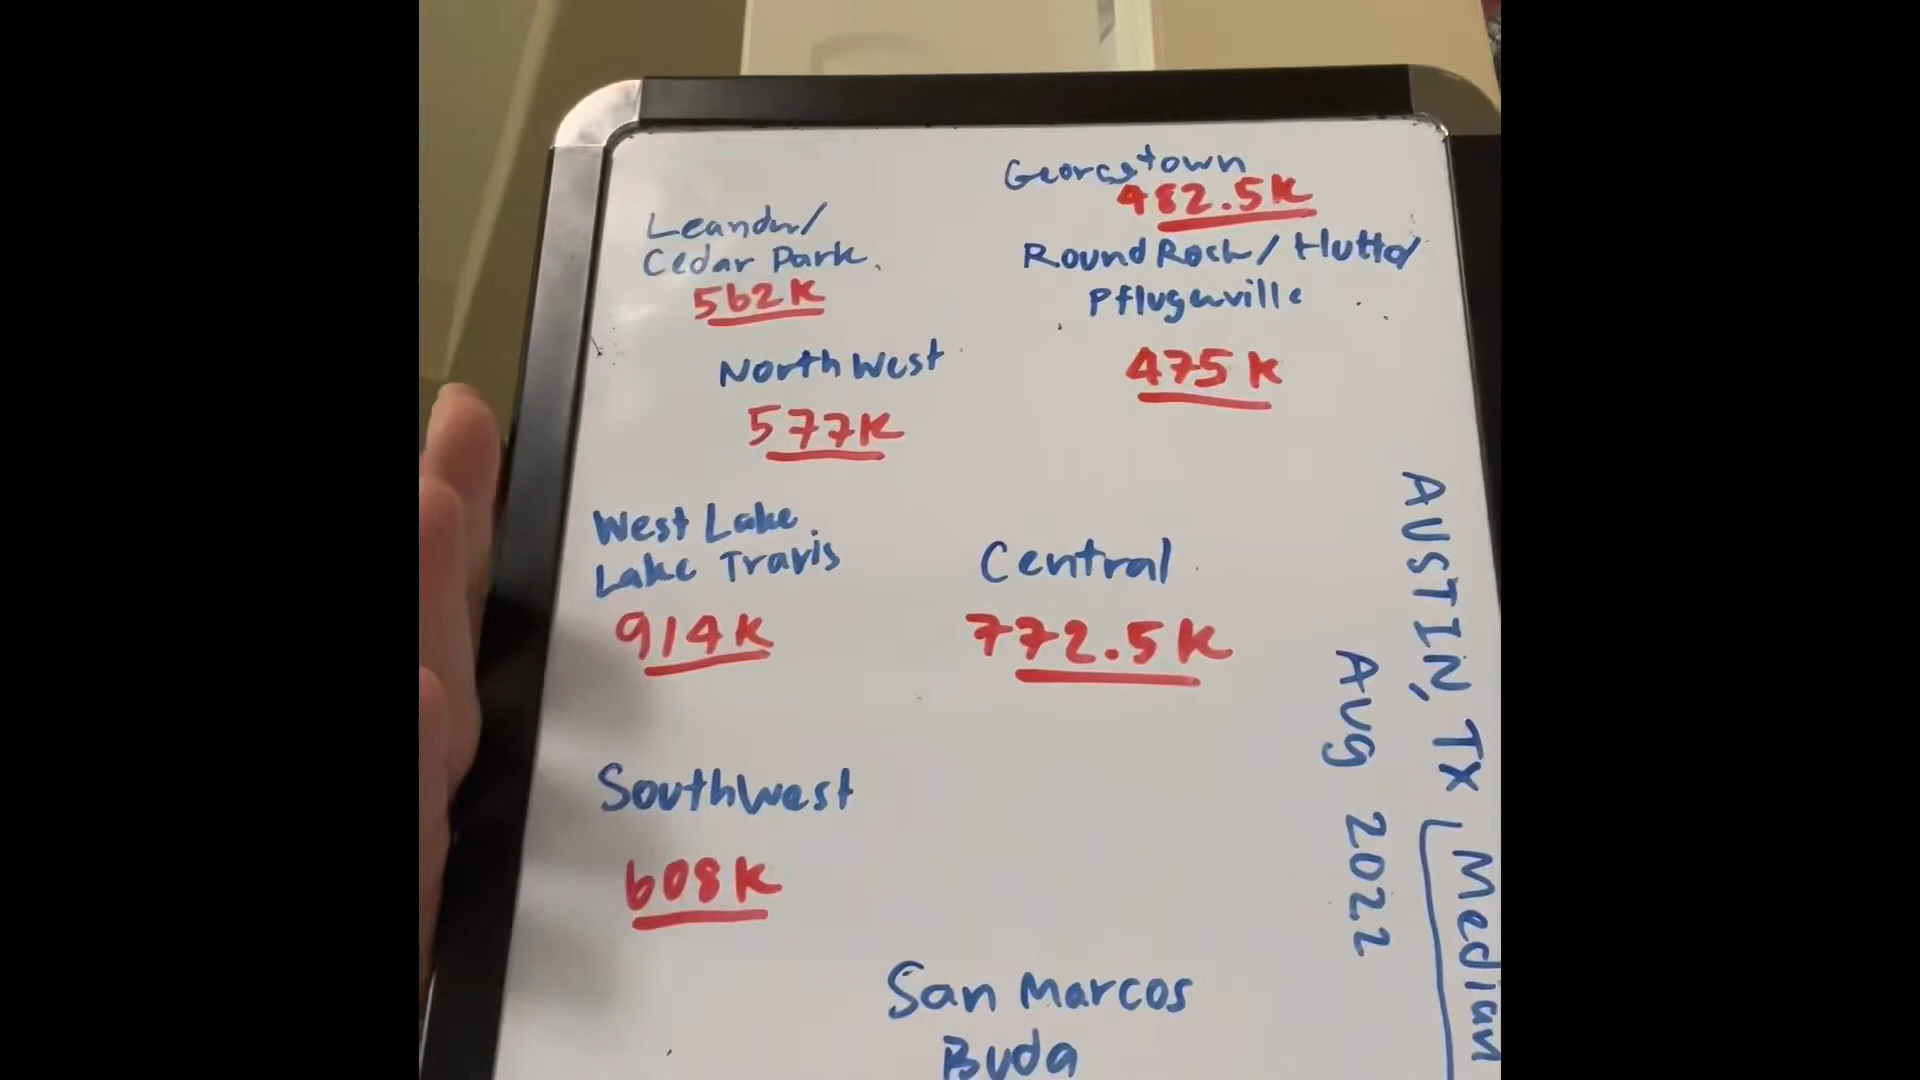 Georgetown
482.5K
Leander/
Cedar Park
562K
Round Rock / Hutto/
Pflugerville
475K
North West
577K
West Lake
Lake Travis
914K
Central
772.5K
Southwest
608K
San Marcos
Buda
AUSTIN, TX
Aug 2022
Median